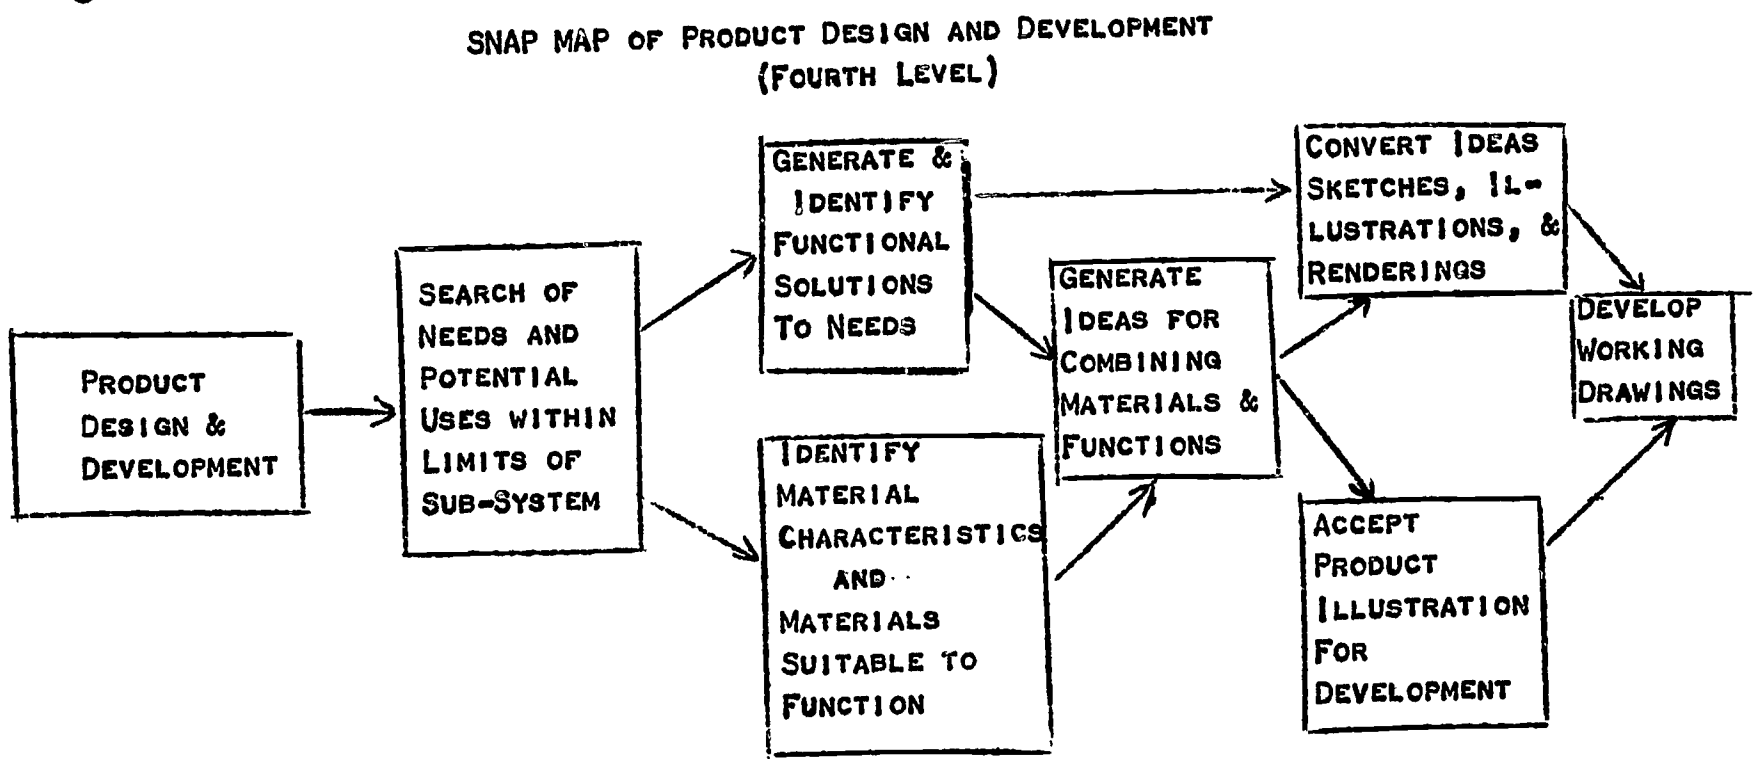 SNAP MAP OF PRODUCT DESIGN AND DEVELOPMENT
(FOURTH LEVEL)
PRODUCT
DESIGN &
DEVELOPMENT
SEARCH OF
NEEDS AND
POTENTIAL
USES WITHIN
LIMITS OF
SUB-SYSTEM
GENERATE &
IDENTIFY
FUNCTIONAL
SOLUTIONS
TO NEEDS
IDENTIFY
MATERIAL
CHARACTERISTICS
AND
MATERIALS
SUITABLE TO
FUNCTION
GENERATE
IDEAS FOR
COMBINING
MATERIALS &
FUNCTIONS
CONVERT IDEAS
SKETCHES, IL-
LUSTRATIONS, &
RENDERINGS
ACCEPT
PRODUCT
ILLUSTRATION
FOR
DEVELOPMENT
DEVELOP
WORKING
DRAWINGS